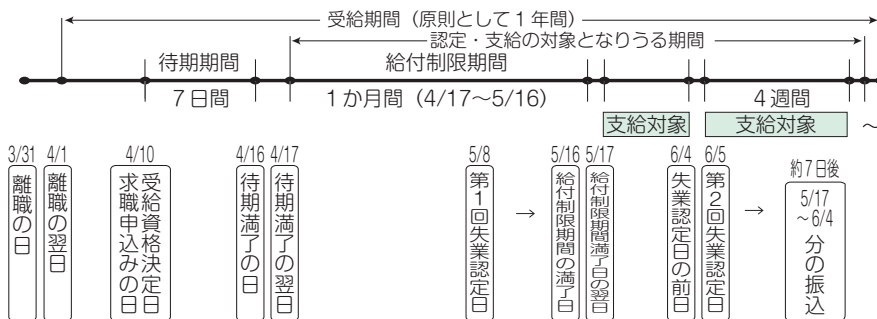 受給期間（原則として１年間）
認定・支給の対象となりうる期間
待期期間
給付制限期間
７日間
１か月間（4/17～5/16）
４週間
支給対象
支給対象
～
3/31
離職の日
4/1
離職の翌日
4/10
受給資格決定日
求職申込みの日
4/16
待期満了の日
4/17
待期満了の翌日
5/8
第１回失業認定日
→
5/16
給付制限期間の満了日
5/17
給付制限期間満了日の翌日
6/4
失業認定日の前日
6/5
第２回失業認定日
→
約７日後
5/17
～6/4
分の振込